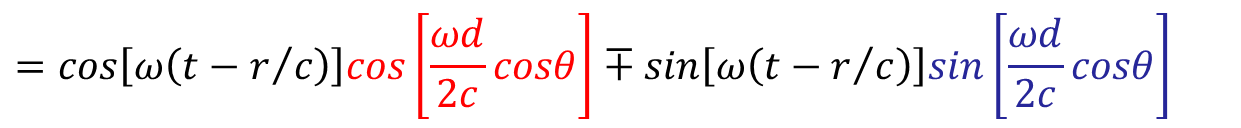 = cos[ω(t − r/c)]cos[ωd/2c cosθ] ∓ sin[ω(t − r/c)]sin[ωd/2c cosθ]